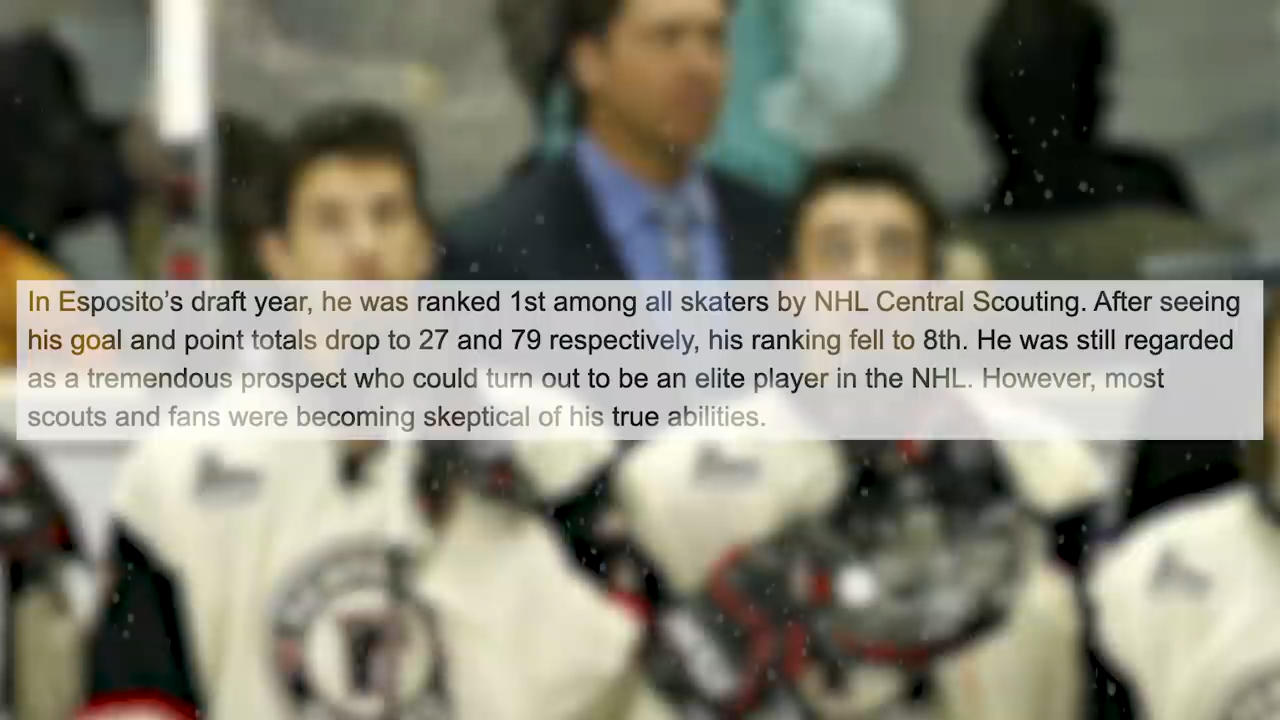 In Esposito’s draft year, he was ranked 1st among all skaters by NHL Central Scouting. After seeing
his goal and point totals drop to 27 and 79 respectively, his ranking fell to 8th. He was still regarded
as a tremendous prospect who could turn out to be an elite player in the NHL. However, most
scouts and fans were becoming skeptical of his true abilities.